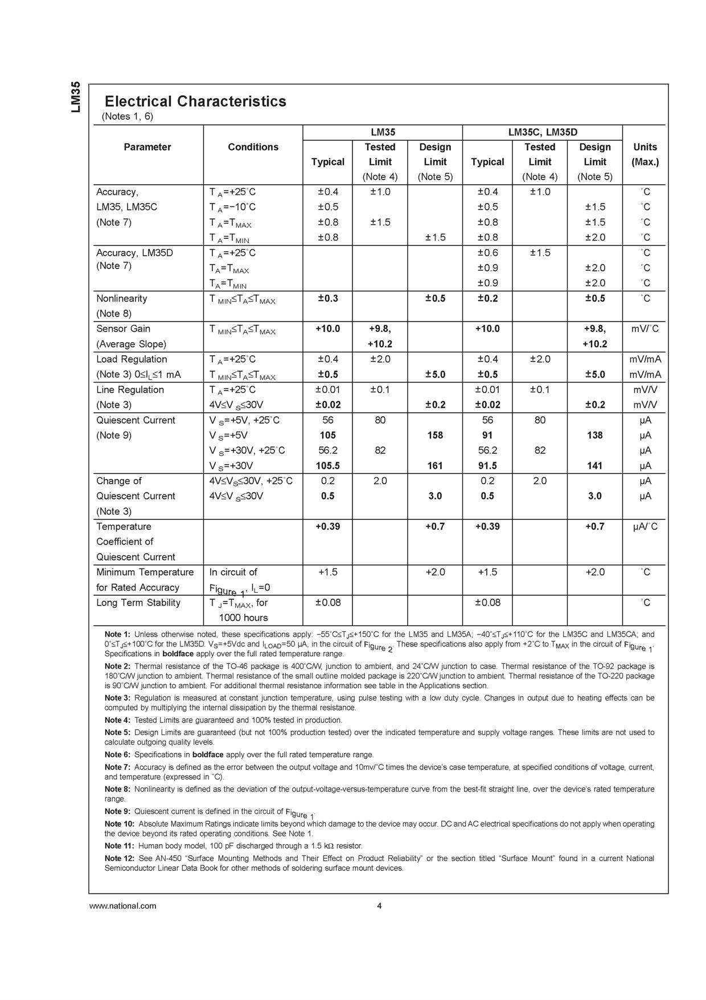 LM35
Electrical Characteristics
(Notes 1, 6)
LM35 LM35C, LM35D
Parameter Conditions Tested Design Tested Design Units
Typical Limit Limit Typical Limit Limit (Max.)
(Note 4) (Note 5) (Note 4) (Note 5)
Accuracy, T A=+25˚C ±0.4 ±1.0 ±0.4 ±1.0 ˚C
LM35, LM35C T A=−10˚C ±0.5 ±0.5 ±1.5 ˚C
(Note 7) T A=TMAX ±0.8 ±1.5 ±0.8 ±1.5 ˚C
T A=TMIN ±0.8 ±1.5 ±0.8 ±2.0 ˚C
Accuracy, LM35D T A=+25˚C ±0.6 ±1.5 ˚C
(Note 7) TA=TMAX ±0.9 ±2.0 ˚C
TA=TMIN ±0.9 ±2.0 ˚C
Nonlinearity T MIN≤TA≤TMAX ±0.3 ±0.5 ±0.2 ±0.5 ˚C
(Note 8)
Sensor Gain T MIN≤TA≤TMAX +10.0 +9.8, +10.0 +9.8, mV/˚C
(Average Slope) +10.2 +10.2
Load Regulation T A=+25˚C ±0.4 ±2.0 ±0.4 ±2.0 mV/mA
(Note 3) 0≤IL≤1 mA T MIN≤TA≤TMAX ±0.5 ±5.0 ±0.5 ±5.0 mV/mA
Line Regulation T A=+25˚C ±0.01 ±0.1 ±0.01 ±0.1 mV/V
(Note 3) 4V≤V S≤30V ±0.02 ±0.2 ±0.02 ±0.2 mV/V
Quiescent Current V S=+5V, +25˚C 56 80 56 80 µA
(Note 9) V S=+5V 105 158 91 138 µA
V S=+30V, +25˚C 56.2 82 56.2 82 µA
V S=+30V 105.5 161 91.5 141 µA
Change of 4V≤VS≤30V, +25˚C 0.2 2.0 0.2 2.0 µA
Quiescent Current 4V≤V S≤30V 0.5 3.0 0.5 3.0 µA
(Note 3)
Temperature +0.39 +0.7 +0.39 +0.7 µA/˚C
Coefficient of
Quiescent Current
Minimum Temperature In circuit of +1.5 +2.0 +1.5 +2.0 ˚C
for Rated Accuracy Figure 1, IL=0
Long Term Stability T J=TMAX, for ±0.08 ±0.08 ˚C
1000 hours
Note 1: Unless otherwise noted, these specifications apply: −55˚C≤TJ≤+150˚C for the LM35 and LM35A; −40˚≤TJ≤+110˚C for the LM35C and LM35CA; and
0˚≤TJ≤+100˚C for the LM35D. VS=+5Vdc and ILOAD=50 µA, in the circuit of Figure 2. These specifications also apply from +2˚C to TMAX in the circuit of Figure 1.
Specifications in boldface apply over the full rated temperature range.
Note 2: Thermal resistance of the TO-46 package is 400˚C/W, junction to ambient, and 24˚C/W junction to case. Thermal resistance of the TO-92 package is
180˚C/W junction to ambient. Thermal resistance of the small outline molded package is 220˚C/W junction to ambient. Thermal resistance of the TO-220 package
is 90˚C/W junction to ambient. For additional thermal resistance information see table in the Applications section.
Note 3: Regulation is measured at constant junction temperature, using pulse testing with a low duty cycle. Changes in output due to heating effects can be
computed by multiplying the internal dissipation by the thermal resistance.
Note 4: Tested Limits are guaranteed and 100% tested in production.
Note 5: Design Limits are guaranteed (but not 100% production tested) over the indicated temperature and supply voltage ranges. These limits are not used to
calculate outgoing quality levels.
Note 6: Specifications in boldface apply over the full rated temperature range.
Note 7: Accuracy is defined as the error between the output voltage and 10mv/˚C times the device's case temperature, at specified conditions of voltage, current,
and temperature (expressed in ˚C).
Note 8: Nonlinearity is defined as the deviation of the output-voltage-versus-temperature curve from the best-fit straight line, over the device's rated temperature
range.
Note 9: Quiescent current is defined in the circuit of Figure 1.
Note 10: Absolute Maximum Ratings indicate limits beyond which damage to the device may occur. DC and AC electrical specifications do not apply when operating
the device beyond its rated operating conditions. See Note 1.
Note 11: Human body model, 100 pF discharged through a 1.5 kΩ resistor.
Note 12: See AN-450 “Surface Mounting Methods and Their Effect on Product Reliability” or the section titled “Surface Mount” found in a current National
Semiconductor Linear Data Book for other methods of soldering surface mount devices.
www.national.com 4